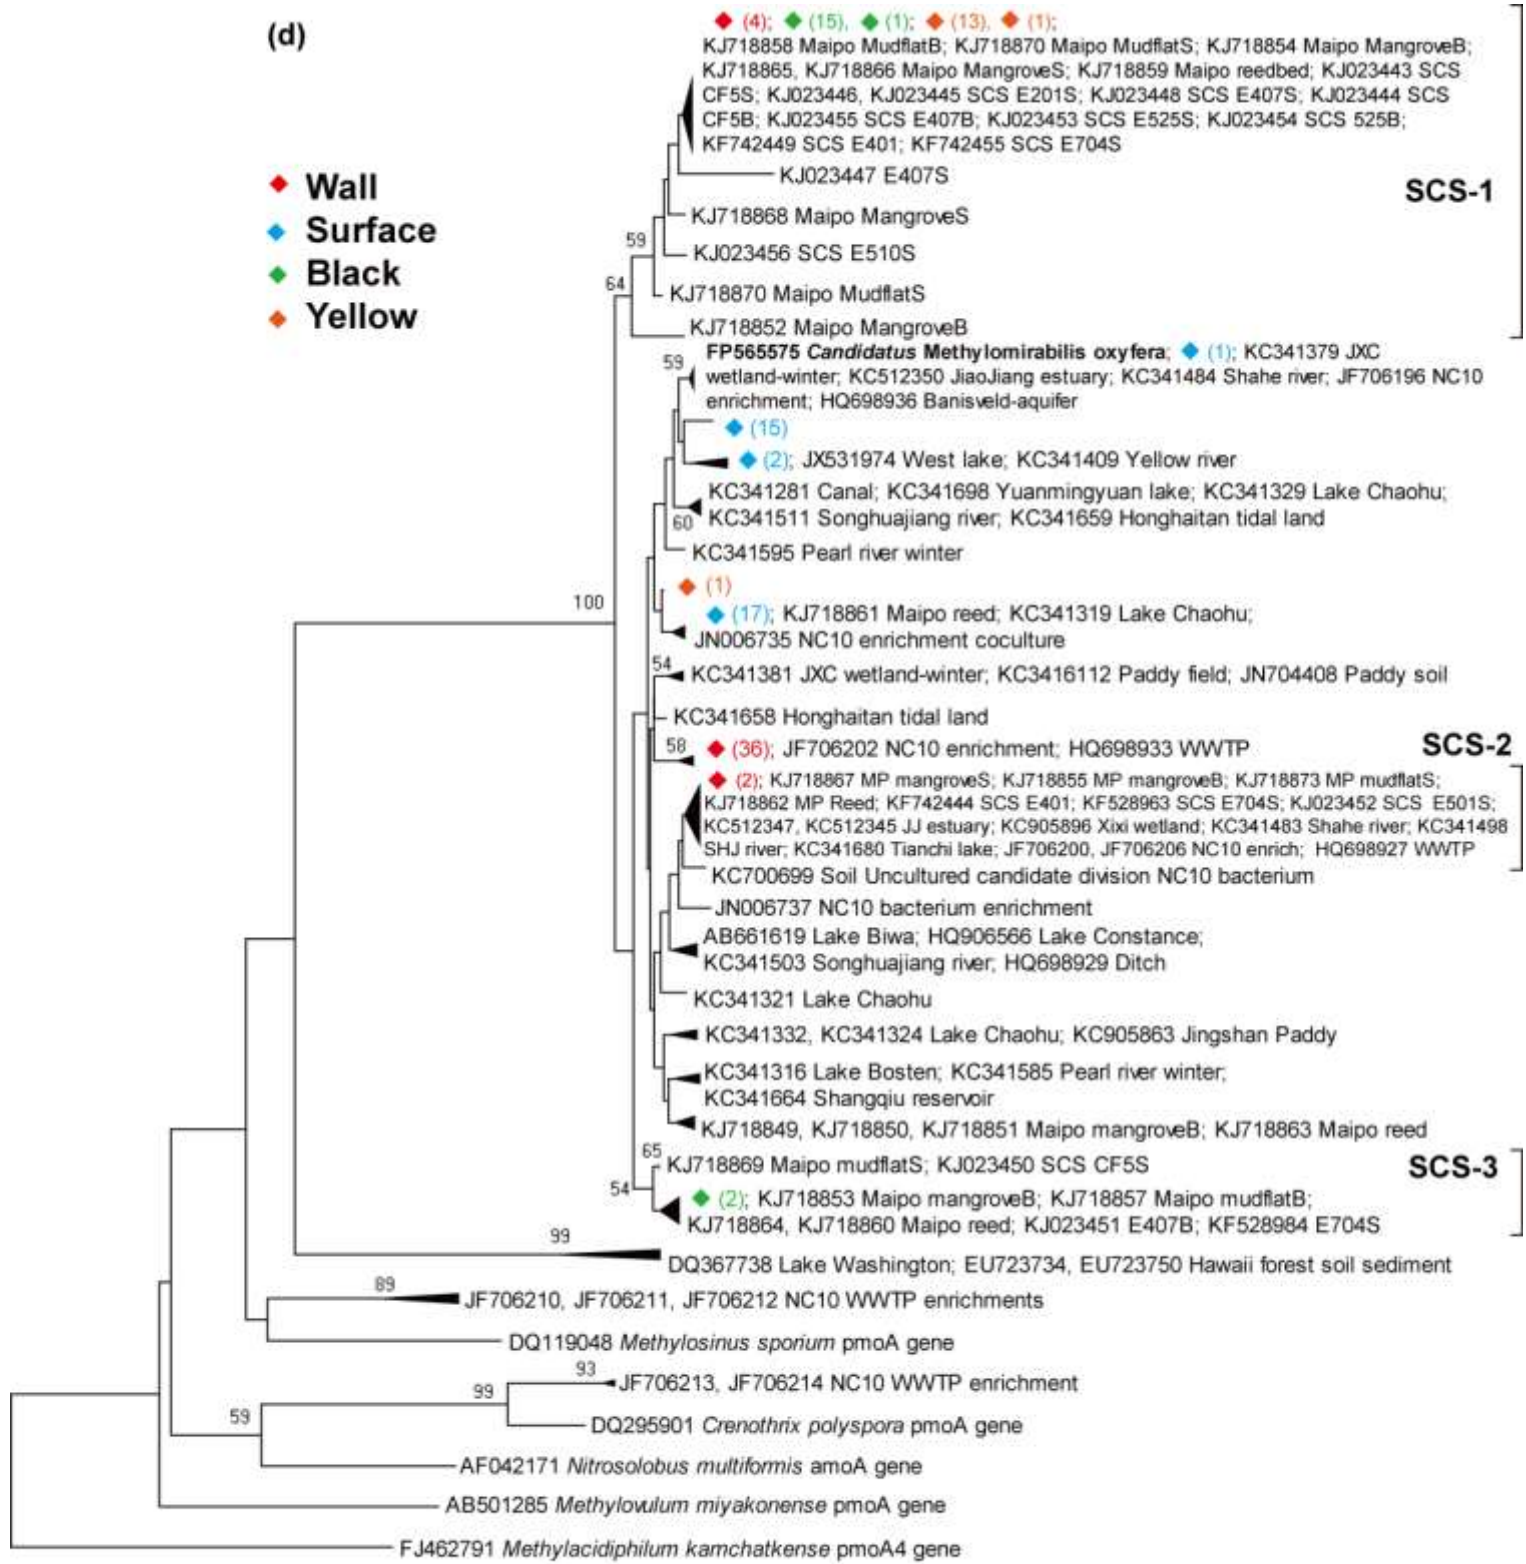 (d)
◆ (4); ◆ (15), ◆ (1); ◆ (13), ◆ (1);
KJ718858 Maipo MudflatB; KJ718870 Maipo MudflatS; KJ718854 Maipo MangroveB;
KJ718865, KJ718866 Maipo MangroveS; KJ718859 Maipo reedbed; KJ023443 SCS
CF5S; KJ023446, KJ023445 SCS E201S; KJ023448 SCS E407S; KJ023444 SCS
CF5B; KJ023455 SCS E407B; KJ023453 SCS E525S; KJ023454 SCS 525B;
KF742449 SCS E401; KF742455 SCS E704S
◆ Wall
◆ Surface
◆ Black
◆ Yellow
KJ023447 E407S
SCS-1
KJ718868 Maipo MangroveS
59
KJ023456 SCS E510S
64
KJ718870 Maipo MudflatS
KJ718852 Maipo MangroveB
59
FP565575 Candidatus Methylomirabilis oxyfera; ◆ (1); KC341379 JXC
wetland-winter; KC512350 JiaoJiang estuary; KC341484 Shahe river; JF706196 NC10
enrichment; HQ698936 Banisveld-aquifer
◆ (15)
◆ (2); JX531974 West lake; KC341409 Yellow river
KC341281 Canal; KC341698 Yuanmingyuan lake; KC341329 Lake Chaohu;
60
KC341511 Songhuajiang river; KC341659 Honghaitan tidal land
KC341595 Pearl river winter
◆ (1)
100
◆ (17); KJ718861 Maipo reed; KC341319 Lake Chaohu;
JN006735 NC10 enrichment coculture
54
KC341381 JXC wetland-winter; KC3416112 Paddy field; JN704408 Paddy soil
KC341658 Honghaitan tidal land
58
◆ (36); JF706202 NC10 enrichment; HQ698933 WWTP
SCS-2
◆ (2); KJ718867 MP mangroveS; KJ718855 MP mangroveB; KJ718873 MP mudflatS;
KJ718862 MP Reed; KF742444 SCS E401; KF528963 SCS E704S; KJ023452 SCS E501S;
KC512347, KC512345 JJ estuary; KC905896 Xixi wetland; KC341483 Shahe river; KC341498
SHJ river; KC341680 Tianchi lake; JF706200, JF706206 NC10 enrich; HQ698927 WWTP
KC700699 Soil Uncultured candidate division NC10 bacterium
JN006737 NC10 bacterium enrichment
AB661619 Lake Biwa; HQ906566 Lake Constance;
KC341503 Songhuajiang river; HQ698929 Ditch
KC341321 Lake Chaohu
KC341332, KC341324 Lake Chaohu; KC905863 Jingshan Paddy
KC341316 Lake Bosten; KC341585 Pearl river winter;
KC341664 Shangqiu reservoir
KJ718849, KJ718850, KJ718851 Maipo mangroveB; KJ718863 Maipo reed
65
KJ718869 Maipo mudflatS; KJ023450 SCS CF5S
SCS-3
54
◆ (2); KJ718853 Maipo mangroveB; KJ718857 Maipo mudflatB;
KJ718864, KJ718860 Maipo reed; KJ023451 E407B; KF528984 E704S
99
DQ367738 Lake Washington; EU723734, EU723750 Hawaii forest soil sediment
89
JF706210, JF706211, JF706212 NC10 WWTP enrichments
DQ119048 Methylosinus sporium pmoA gene
93
JF706213, JF706214 NC10 WWTP enrichment
99
59
DQ295901 Crenothrix polyspora pmoA gene
AF042171 Nitrosolobus multiformis amoA gene
AB501285 Methylovulum miyakonense pmoA gene
FJ462791 Methylacidiphilum kamchatkense pmoA4 gene